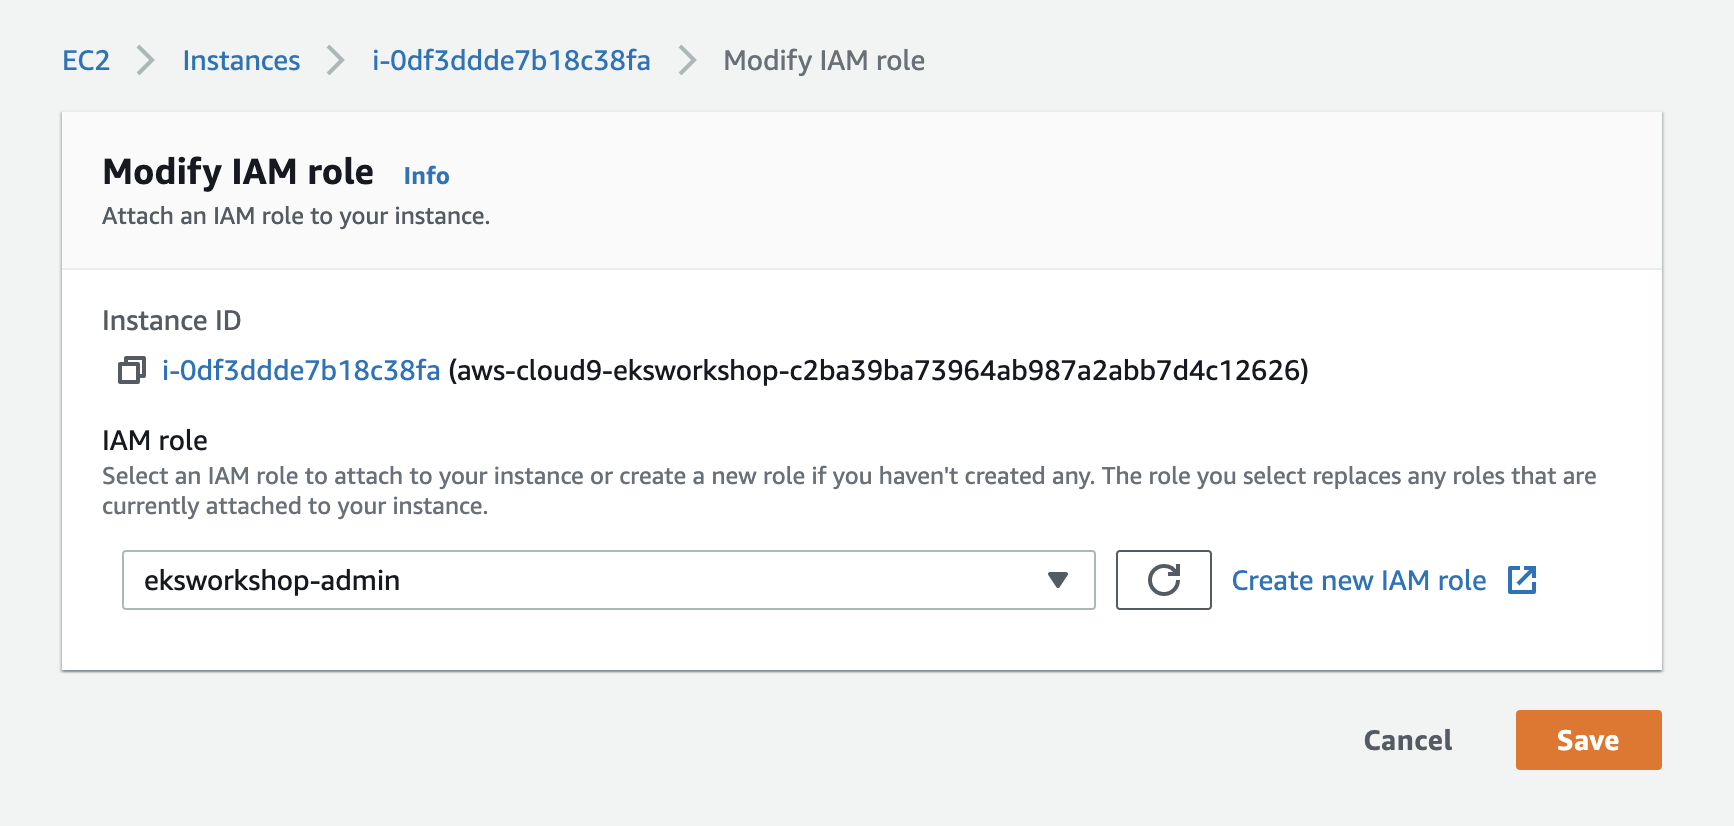 EC2 Instances i-0df3ddde7b18c38fa Modify IAM role
Modify IAM role Info
Attach an IAM role to your instance.
Instance ID
i-0df3ddde7b18c38fa (aws-cloud9-eksworkshop-c2ba39ba73964ab987a2abb7d4c12626)
IAM role
Select an IAM role to attach to your instance or create a new role if you haven't created any. The role you select replaces any roles that are
currently attached to your instance.
eksworkshop-admin Create new IAM role
Cancel Save